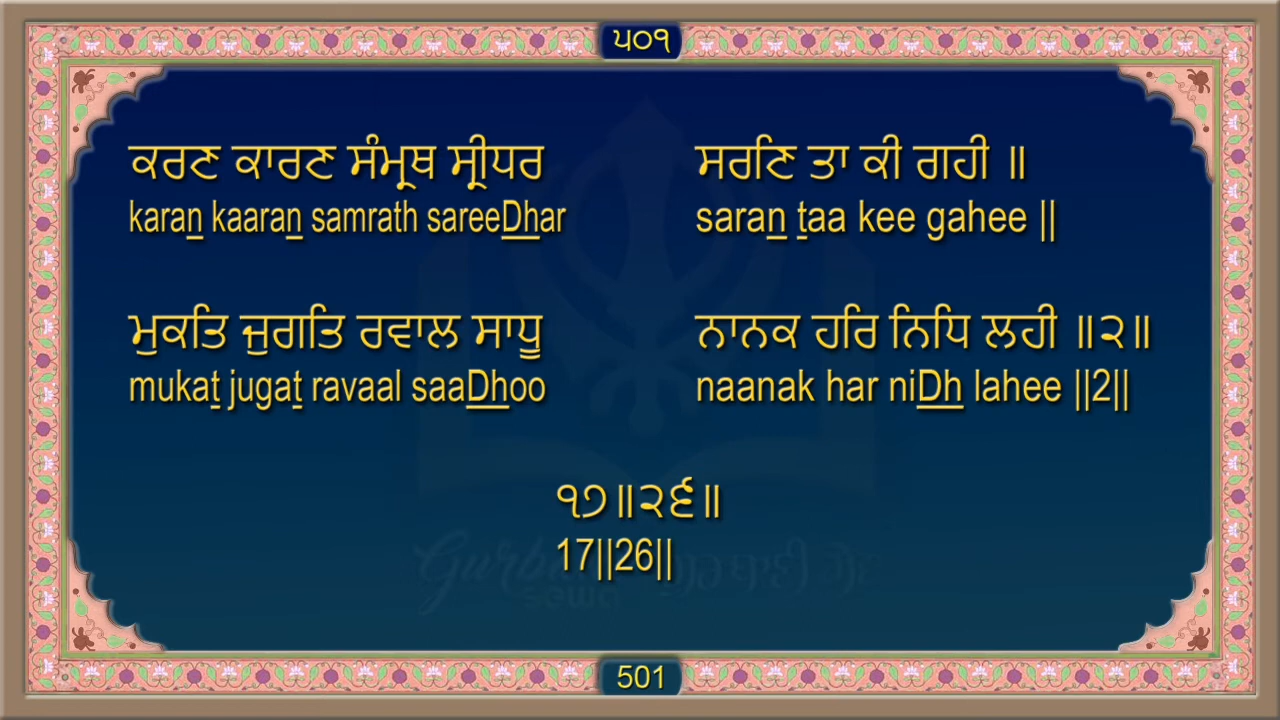 ੫੦੧
ਕਰਣ ਕਾਰਣ ਸੰਮ੍ਰਥ ਸ੍ਰੀਧਰ ਸਰਣਿ ਤਾ ਕੀ ਗਹੀ ॥
karan kaaran samrath sareeDhar saran taa kee gahee ||
ਮੁਕਤਿ ਜੁਗਤਿ ਰਵਾਲ ਸਾਧੂ ਨਾਨਕ ਹਰਿ ਨਿਧਿ ਲਹੀ ॥੨॥
mukat jugat ravaal saaDhoo naanak har niDh lahee ||2||
੧੭॥੨੬॥
17||26||
501